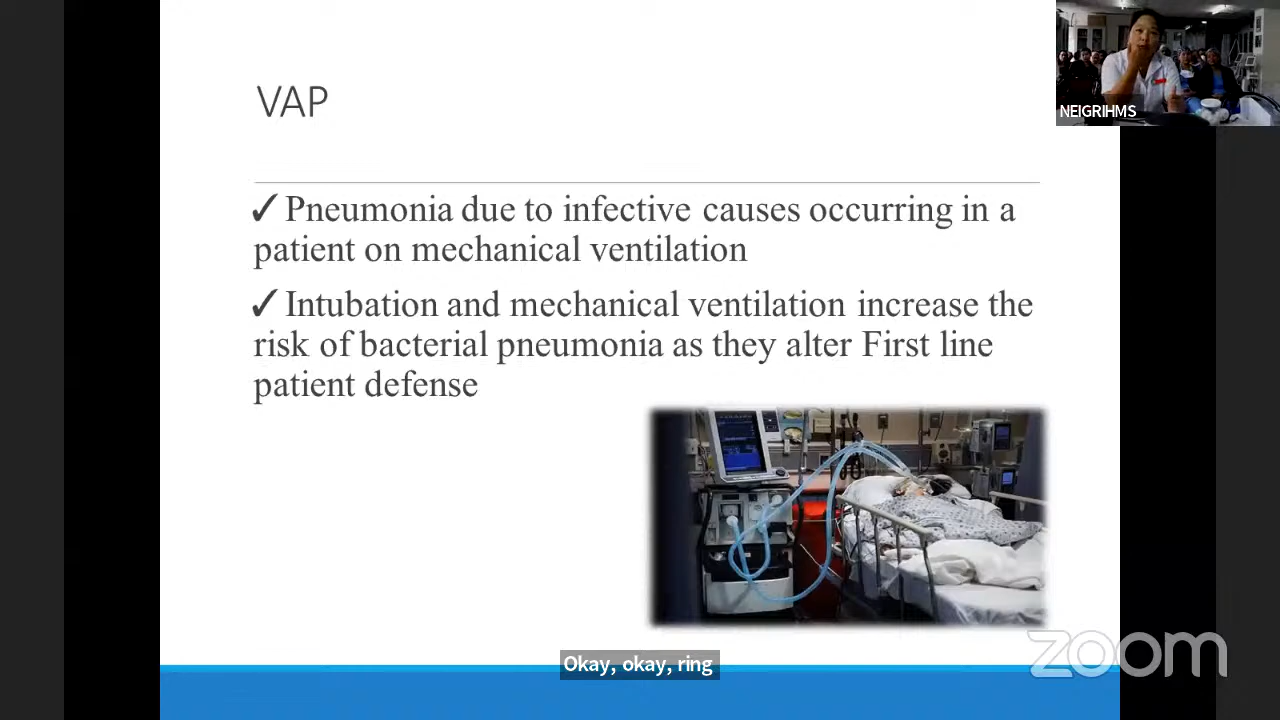 VAP
NEIGRIHMS
✓Pneumonia due to infective causes occurring in a
patient on mechanical ventilation
✓Intubation and mechanical ventilation increase the
risk of bacterial pneumonia as they alter First line
patient defense
Okay, okay, ring
zoom